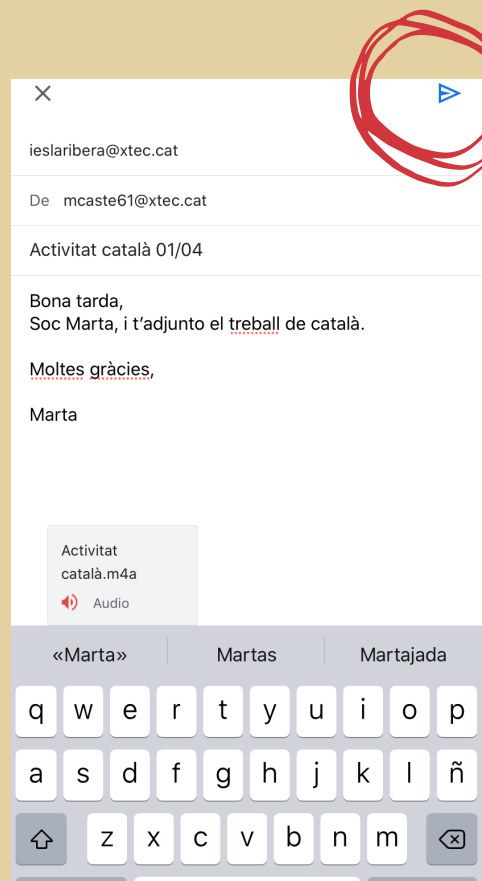 ieslaribera@xtec.cat
De mcaste61@xtec.cat
Activitat català 01/04
Bona tarda,
Soc Marta, i t’adjunto el treball de català.
Moltes gràcies,
Marta
Activitat
català.m4a
Audio
«Marta» Martas Martajada
q w e r t y u i o p
a s d f g h j k l ñ
z x c v b n m